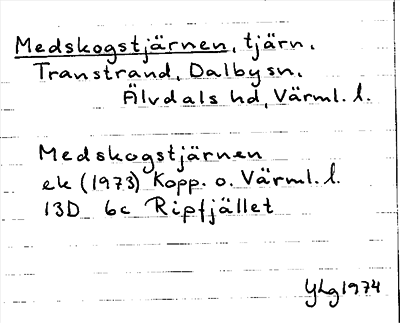 Medskogstjärnen, tjärn.
Transtrand, Dalby sn.
Älvdals hd, Värml. l.
Medskogstjärnen
ek (1973) Kopp. o. Värml. l.
13D 6c Ripfjället
YLg 1974